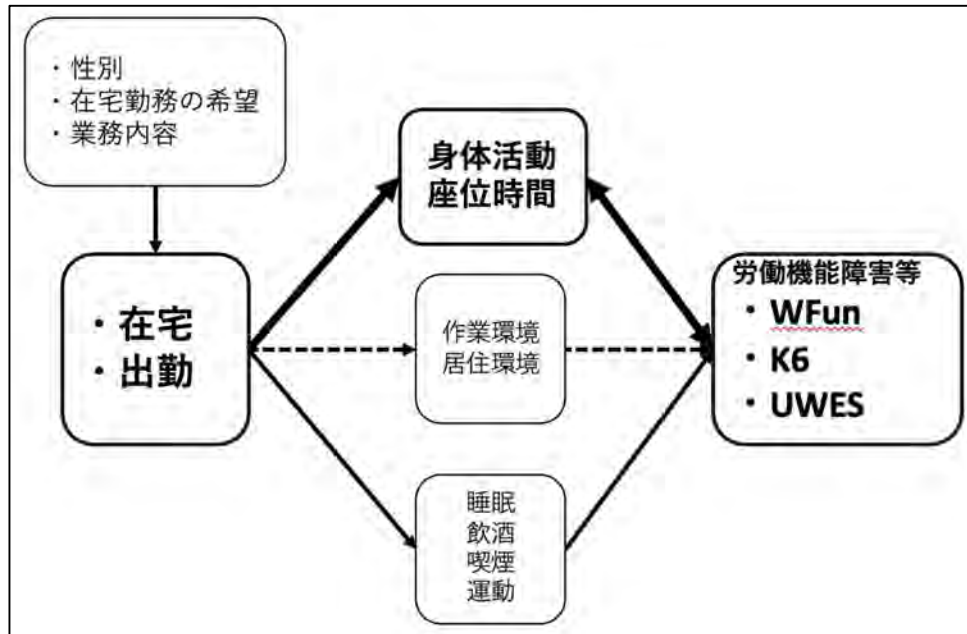 ・性別
・在宅勤務の希望
・業務内容
身体活動
座位時間
・在宅
・出勤
作業環境
居住環境
労働機能障害等
・WFun
・K6
・UWES
睡眠
飲酒
喫煙
運動